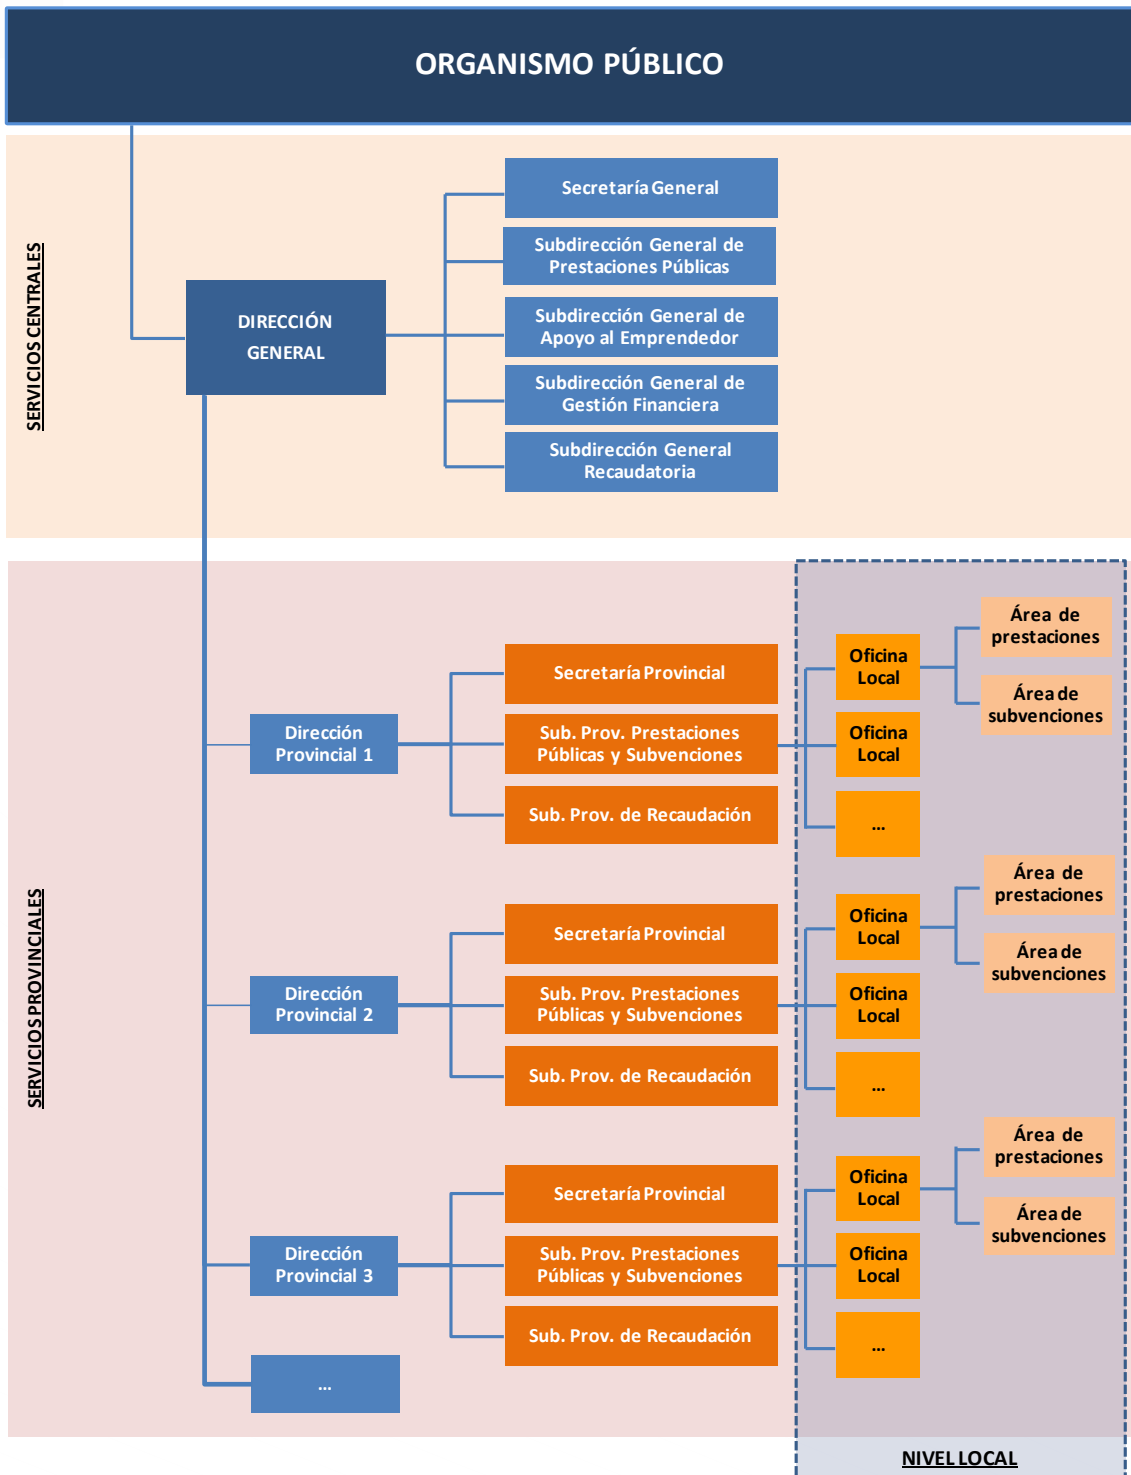 ORGANISMO PÚBLICO
SERVICIOS CENTRALES
DIRECCIÓN
GENERAL
Secretaría General
Subdirección General de
Prestaciones Públicas
Subdirección General de
Apoyo al Emprendedor
Subdirección General de
Gestión Financiera
Subdirección General
Recaudatoria
SERVICIOS PROVINCIALES
Dirección
Provincial 1
Secretaría Provincial
Sub. Prov. Prestaciones
Públicas y Subvenciones
Sub. Prov. de Recaudación
Oficina
Local
Oficina
Local
...
Área de
prestaciones
Área de
subvenciones
Dirección
Provincial 2
Secretaría Provincial
Sub. Prov. Prestaciones
Públicas y Subvenciones
Sub. Prov. de Recaudación
Oficina
Local
Oficina
Local
...
Área de
prestaciones
Área de
subvenciones
Dirección
Provincial 3
Secretaría Provincial
Sub. Prov. Prestaciones
Públicas y Subvenciones
Sub. Prov. de Recaudación
Oficina
Local
Oficina
Local
...
Área de
prestaciones
Área de
subvenciones
...
NIVEL LOCAL